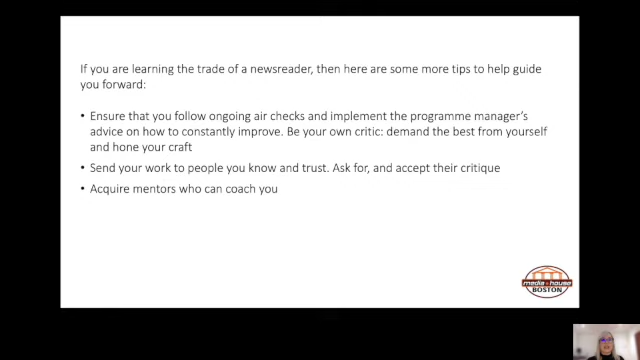 If you are learning the trade of a newsreader, then here are some more tips to help guide
you forward:
• Ensure that you follow ongoing air checks and implement the programme manager's
advice on how to constantly improve. Be your own critic: demand the best from yourself
and hone your craft
• Send your work to people you know and trust. Ask for, and accept their critique
• Acquire mentors who can coach you
media house
BOSTON